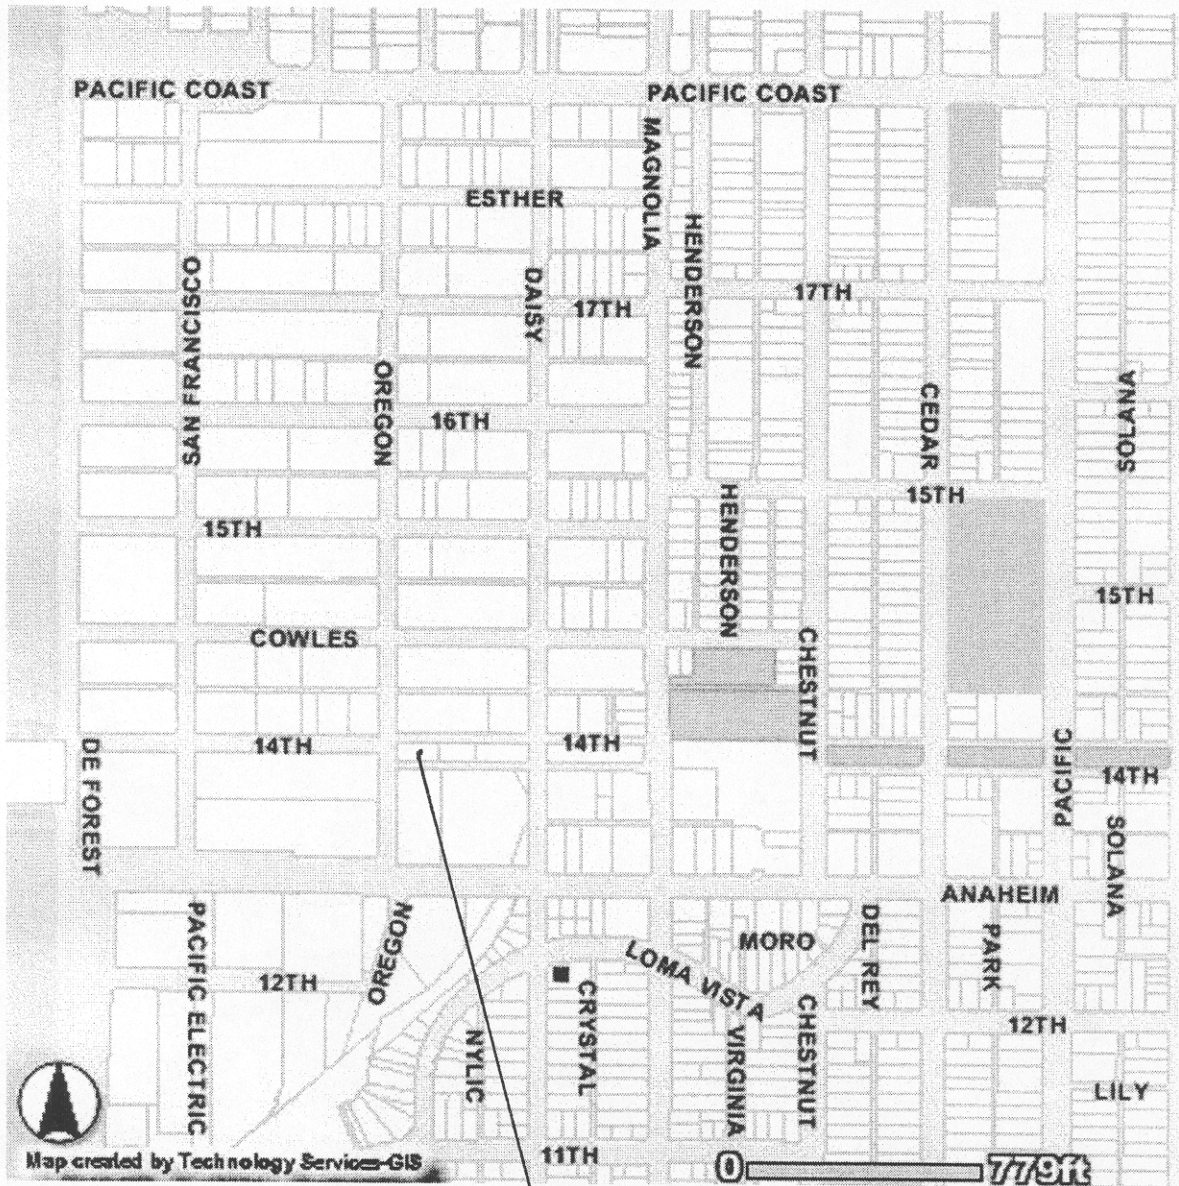 PACIFIC COAST
PACIFIC COAST
MAGNOLIA
ESTHER
HENDERSON
SAN FRANCISCO
DAISY
17TH
17TH
OREGON
16TH
CEDAR
SOLANA
15TH
HENDERSON
15TH
15TH
COWLES
CHESTNUT
14TH
14TH
DE FOREST
PACIFIC
14TH
SOLANA
ANAHEIM
PACIFIC ELECTRIC
OREGON
DEL REY
MORO
PARK
LOMA VISTA
12TH
CRYSTAL
CHESTNUT
12TH
NYLIC
VIRGINIA
LILY
11TH
Map created by Technology Services-GIS
0 779ft